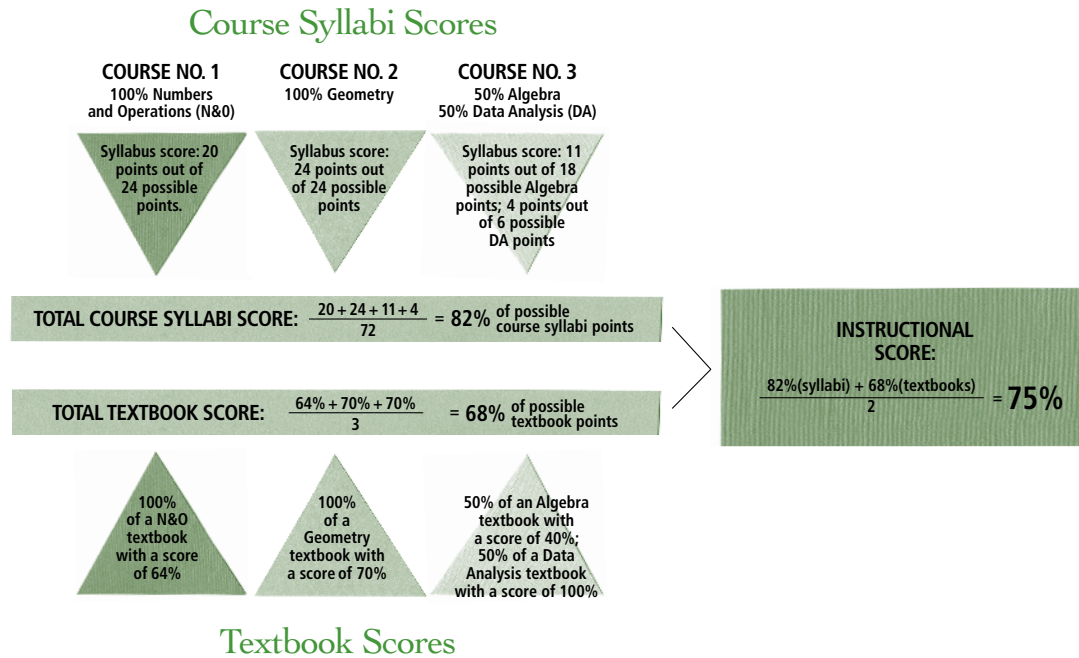 Course Syllabi Scores
COURSE NO. 1
100% Numbers
and Operations (N&0)
COURSE NO. 2
100% Geometry
COURSE NO. 3
50% Algebra
50% Data Analysis (DA)
Syllabus score: 20
points out of
24 possible
points.
Syllabus score:
24 points out
of 24 possible
points
Syllabus score: 11
points out of 18
possible Algebra
points; 4 points out
of 6 possible
DA points
TOTAL COURSE SYLLABI SCORE: 20 + 24 + 11 + 4 / 72 = 82% of possible course syllabi points
TOTAL TEXTBOOK SCORE: 64% + 70% + 70% / 3 = 68% of possible textbook points
INSTRUCTIONAL
SCORE:
82%(syllabi) + 68%(textbooks) / 2 = 75%
100%
of a N&O
textbook
with a score
of 64%
100%
of a
Geometry
textbook with
a score of 70%
50% of an Algebra
textbook with
a score of 40%;
50% of a Data
Analysis textbook
with a score of 100%
Textbook Scores